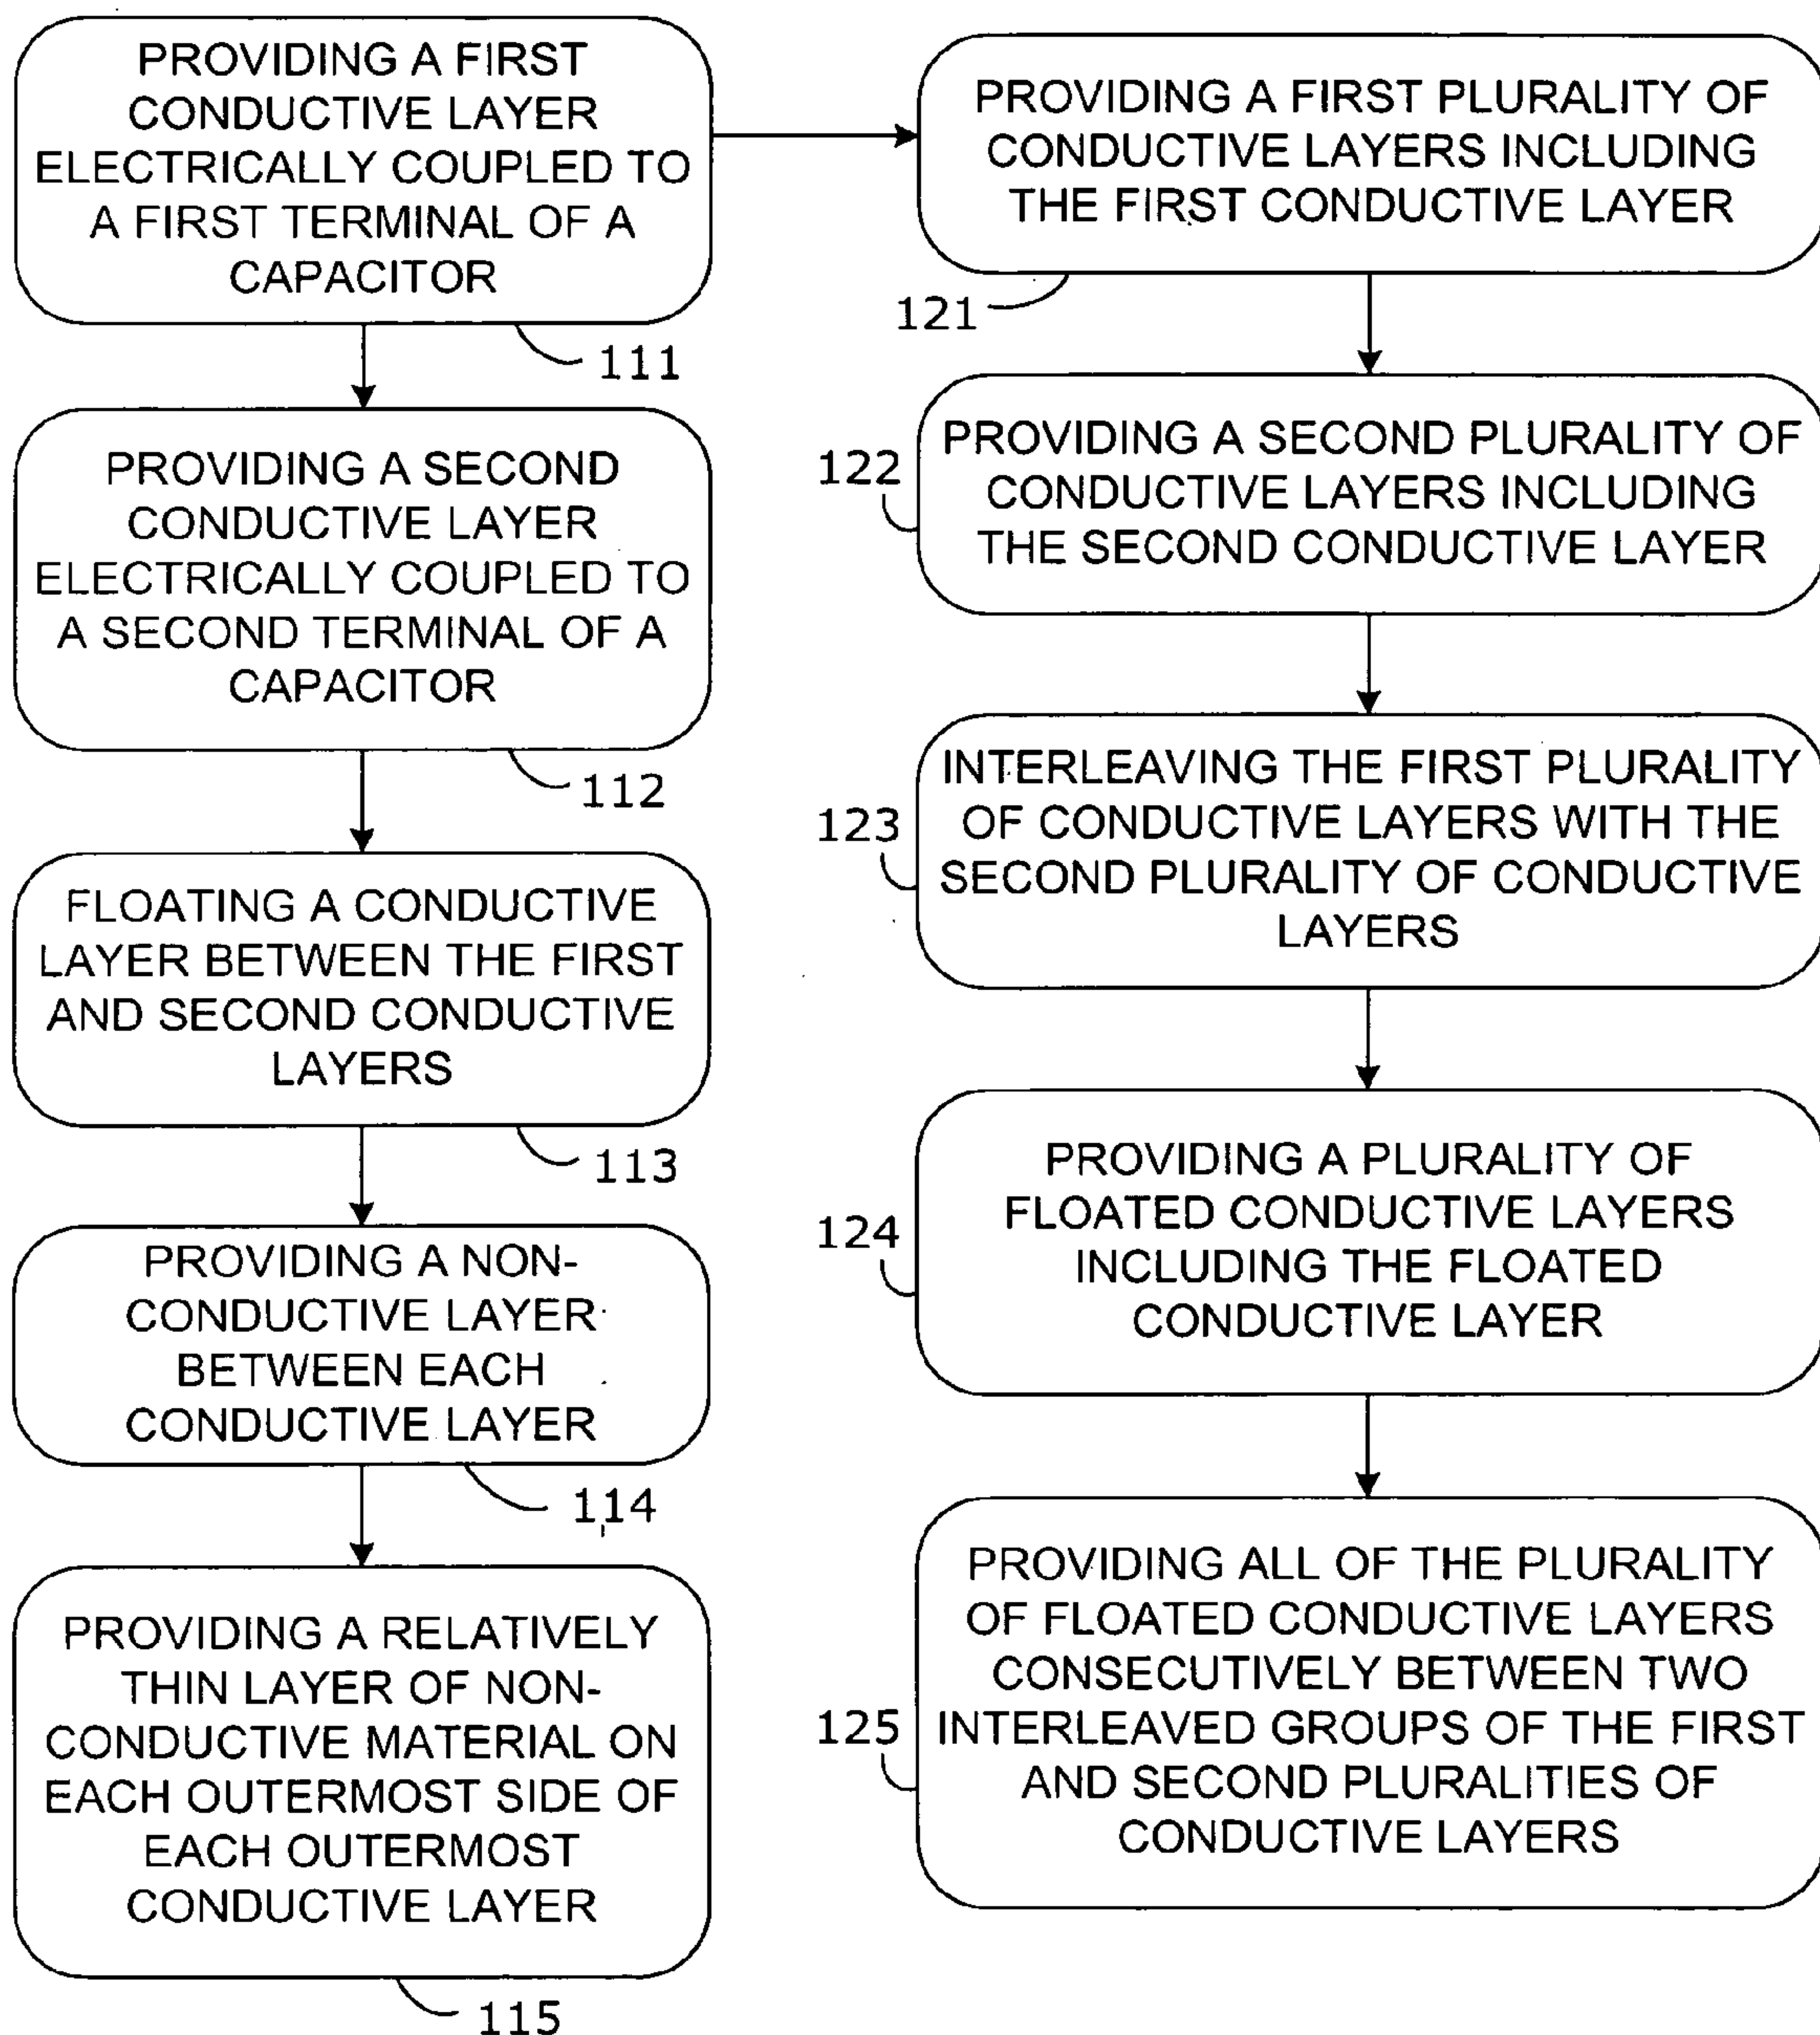 PROVIDING A FIRST
CONDUCTIVE LAYER
ELECTRICALLY COUPLED TO
A FIRST TERMINAL OF A
CAPACITOR
111
PROVIDING A SECOND
CONDUCTIVE LAYER
ELECTRICALLY COUPLED TO
A SECOND TERMINAL OF A
CAPACITOR
112
FLOATING A CONDUCTIVE
LAYER BETWEEN THE FIRST
AND SECOND CONDUCTIVE
LAYERS
113
PROVIDING A NON-
CONDUCTIVE LAYER
BETWEEN EACH
CONDUCTIVE LAYER
114
PROVIDING A RELATIVELY
THIN LAYER OF NON-
CONDUCTIVE MATERIAL ON
EACH OUTERMOST SIDE OF
EACH OUTERMOST
CONDUCTIVE LAYER
115
PROVIDING A FIRST PLURALITY OF
CONDUCTIVE LAYERS INCLUDING
THE FIRST CONDUCTIVE LAYER
121
PROVIDING A SECOND PLURALITY OF
CONDUCTIVE LAYERS INCLUDING
THE SECOND CONDUCTIVE LAYER
122
INTERLEAVING THE FIRST PLURALITY
OF CONDUCTIVE LAYERS WITH THE
SECOND PLURALITY OF CONDUCTIVE
LAYERS
123
PROVIDING A PLURALITY OF
FLOATED CONDUCTIVE LAYERS
INCLUDING THE FLOATED
CONDUCTIVE LAYER
124
PROVIDING ALL OF THE PLURALITY
OF FLOATED CONDUCTIVE LAYERS
CONSECUTIVELY BETWEEN TWO
INTERLEAVED GROUPS OF THE FIRST
AND SECOND PLURALITIES OF
CONDUCTIVE LAYERS
125